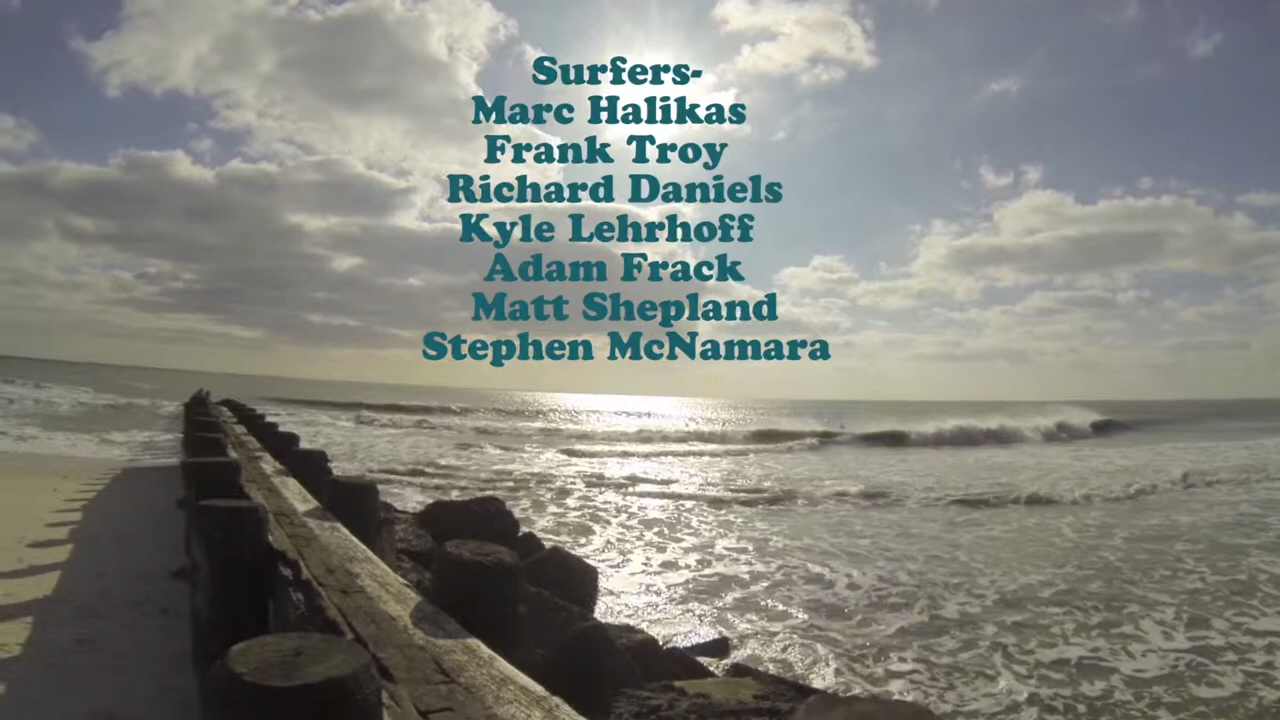 Surfers-
Marc Halikas
Frank Troy
Richard Daniels
Kyle Lehrhoff
Adam Frack
Matt Shepland
Stephen McNamara